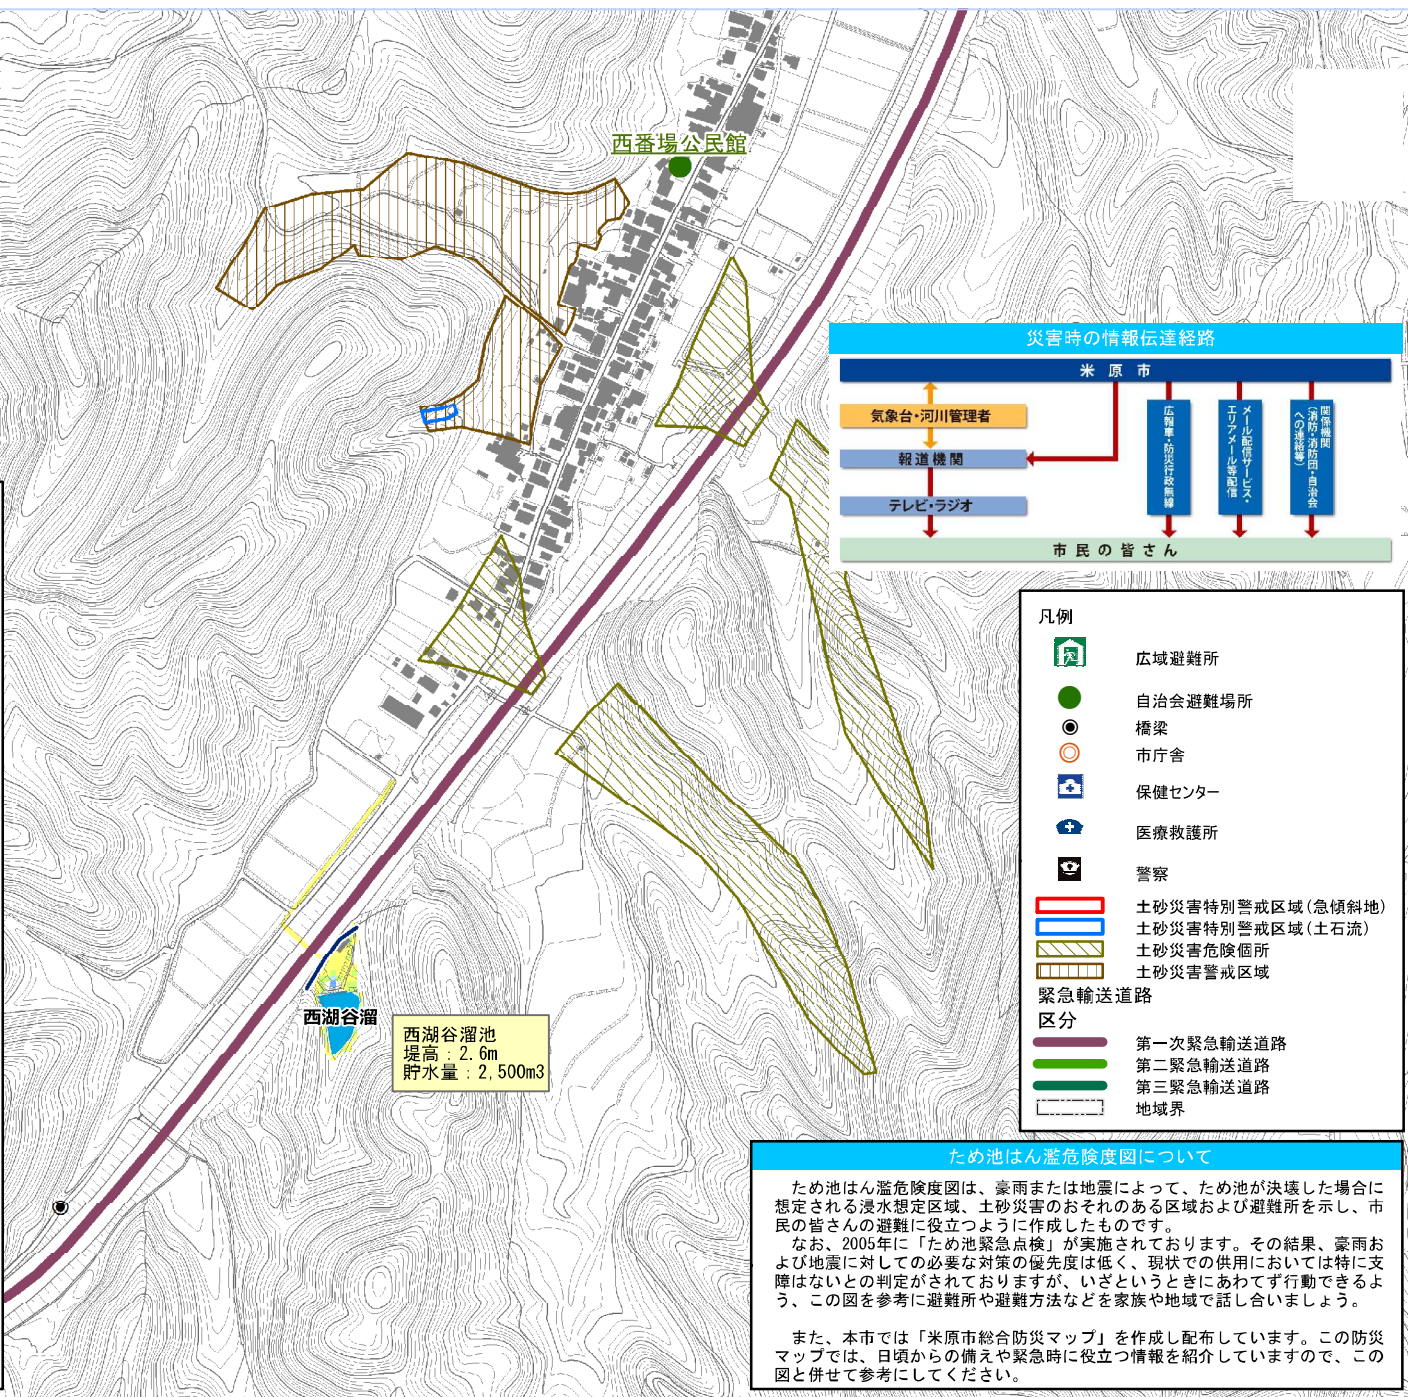 西番場公民館
災害時の情報伝達経路
米原市
気象台・河川管理者
報道機関
テレビ・ラジオ
広報車・防災行政無線
メール配信サービス・
エリアメール等配信
関係機関
(消防・消防団・自治会
への連絡等)
市民の皆さん
凡例
広域避難所
自治会避難場所
橋梁
市庁舎
保健センター
医療救護所
警察
土砂災害特別警戒区域(急傾斜地)
土砂災害特別警戒区域(土石流)
土砂災害危険個所
土砂災害警戒区域
緊急輸送道路
区分
第一次緊急輸送道路
第二緊急輸送道路
第三緊急輸送道路
地域界
西湖谷溜
西湖谷溜池
堤高：2.6m
貯水量：2,500m3
ため池はん濫危険度図について
ため池はん濫危険度図は、豪雨または地震によって、ため池が決壊した場合に
想定される浸水想定区域、土砂災害のおそれのある区域および避難所を示し、市
民の皆さんの避難に役立つように作成したものです。
なお、2005年に「ため池緊急点検」が実施されております。その結果、豪雨お
よび地震に対しての必要な対策の優先度は低く、現状での供用においては特に支
障はないとの判定がされておりますが、いざというときにあわてず行動できるよ
う、この図を参考に避難所や避難方法などを家族や地域で話し合いましょう。
また、本市では「米原市総合防災マップ」を作成し配布しています。この防災
マップでは、日頃からの備えや緊急時に役立つ情報を紹介していますので、この
図と併せて参考にしてください。